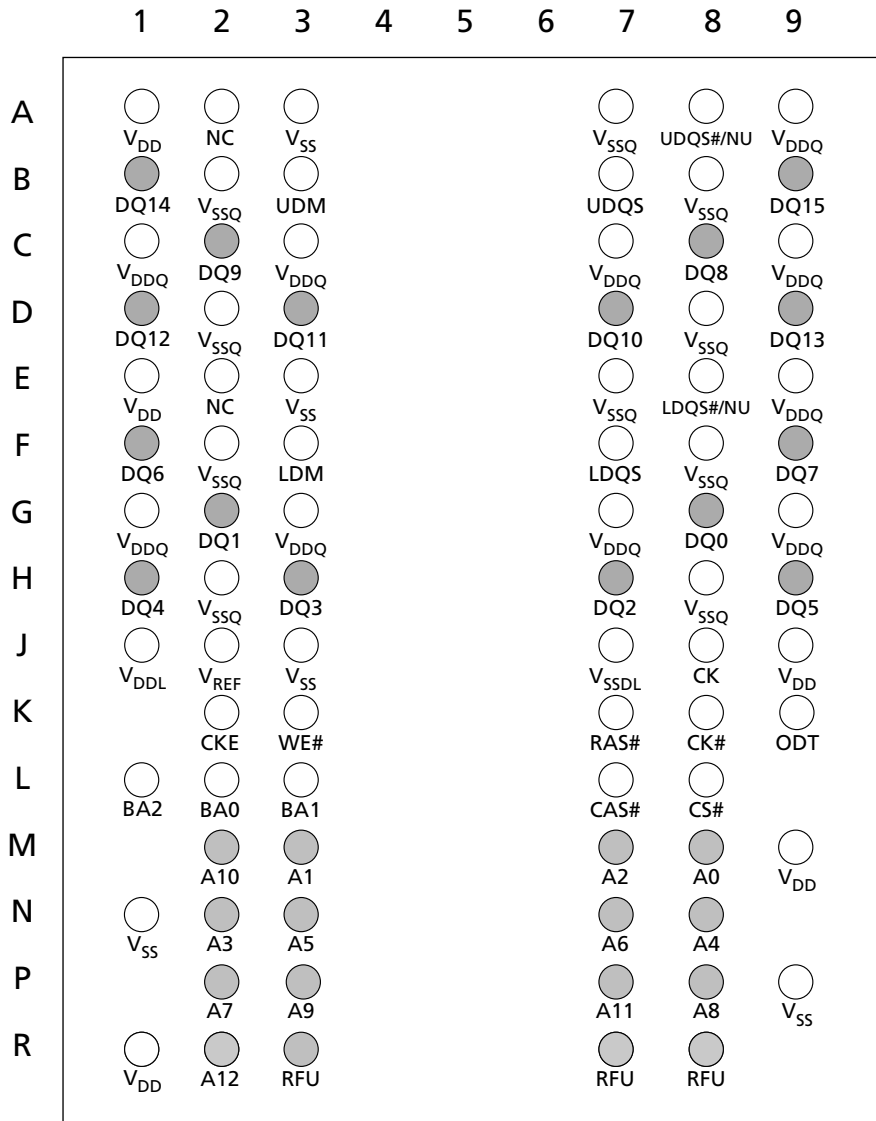 1 2 3 4 5 6 7 8 9
A
VDD NC VSS VSSQ UDQS#/NU VDDQ
B
DQ14 VSSQ UDM UDQS VSSQ DQ15
C
VDDQ DQ9 VDDQ VDDQ DQ8 VDDQ
D
DQ12 VSSQ DQ11 DQ10 VSSQ DQ13
E
VDD NC VSS VSSQ LDQS#/NU VDDQ
F
DQ6 VSSQ LDM LDQS VSSQ DQ7
G
VDDQ DQ1 VDDQ VDDQ DQ0 VDDQ
H
DQ4 VSSQ DQ3 DQ2 VSSQ DQ5
J
VDDL VREF VSS VSSDL CK VDD
K
CKE WE# RAS# CK# ODT
L
BA2 BA0 BA1 CAS# CS#
M
A10 A1 A2 A0 VDD
N
VSS A3 A5 A6 A4
P
A7 A9 A11 A8 VSS
R
VDD A12 RFU RFU RFU